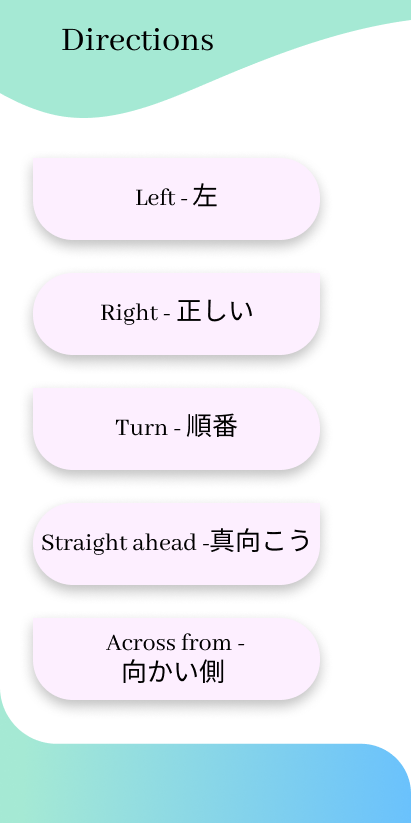 Directions
Left - 左
Right - 正しい
Turn - 順番
Straight ahead -真向こう
Across from -
向かい側